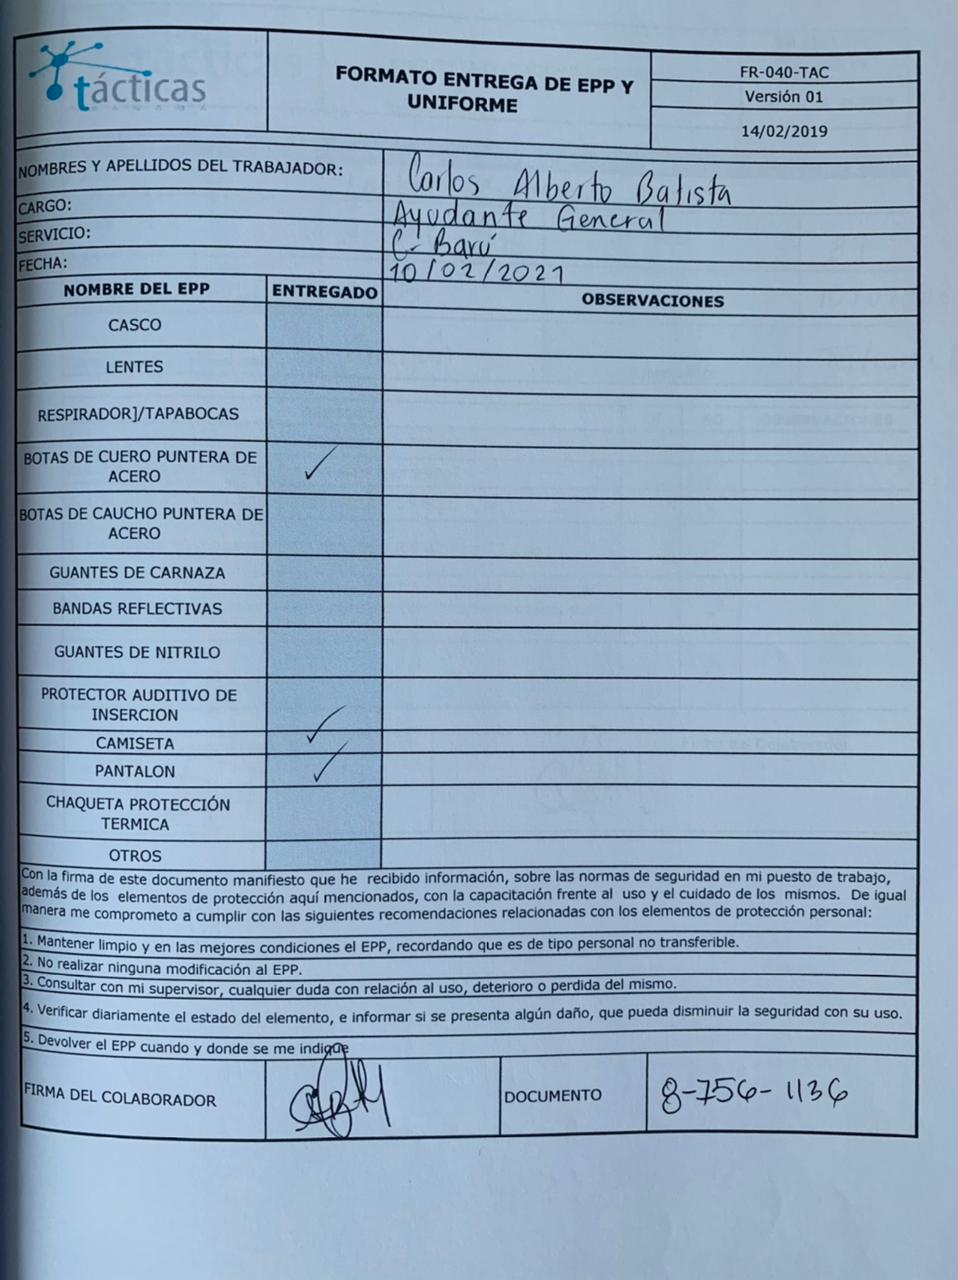 tácticas
PANAMÁ
FORMATO ENTREGA DE EPP Y
UNIFORME
FR-040-TAC
Versión 01
14/02/2019
NOMBRES Y APELLIDOS DEL TRABAJADOR: Carlos Alberto Batista
CARGO: Ayudante General
SERVICIO: C- Barú
FECHA: 10/02/2021
NOMBRE DEL EPP ENTREGADO OBSERVACIONES
CASCO
LENTES
RESPIRADOR]/TAPABOCAS
BOTAS DE CUERO PUNTERA DE
ACERO ✓
BOTAS DE CAUCHO PUNTERA DE
ACERO
GUANTES DE CARNAZA
BANDAS REFLECTIVAS
GUANTES DE NITRILO
PROTECTOR AUDITIVO DE
INSERCION
CAMISETA ✓
PANTALON ✓
CHAQUETA PROTECCIÓN
TERMICA
OTROS
Con la firma de este documento manifiesto que he recibido información, sobre las normas de seguridad en mi puesto de trabajo,
además de los elementos de protección aquí mencionados, con la capacitación frente al uso y el cuidado de los mismos. De igual
manera me comprometo a cumplir con las siguientes recomendaciones relacionadas con los elementos de protección personal:
1. Mantener limpio y en las mejores condiciones el EPP, recordando que es de tipo personal no transferible.
2. No realizar ninguna modificación al EPP.
3. Consultar con mi supervisor, cualquier duda con relación al uso, deterioro o perdida del mismo.
4. Verificar diariamente el estado del elemento, e informar si se presenta algún daño, que pueda disminuir la seguridad con su uso.
5. Devolver el EPP cuando y donde se me indique
FIRMA DEL COLABORADOR DOCUMENTO 8-756-1136